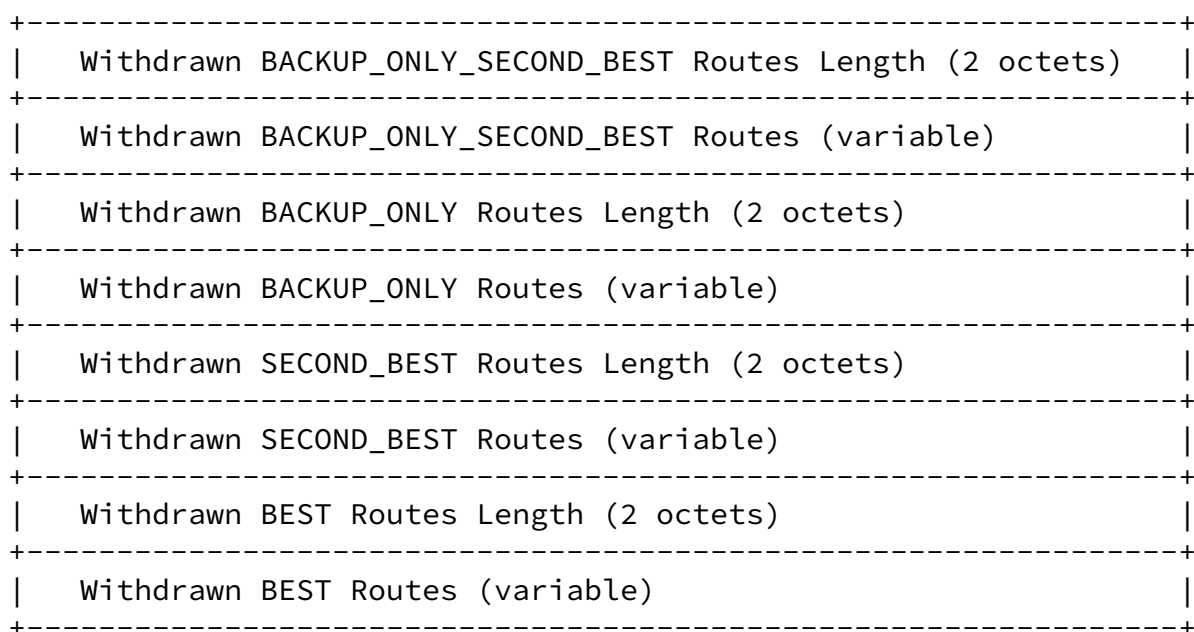 Withdrawn BACKUP_ONLY_SECOND_BEST Routes Length (2 octets)
Withdrawn BACKUP_ONLY_SECOND_BEST Routes (variable)
Withdrawn BACKUP_ONLY Routes Length (2 octets)
Withdrawn BACKUP_ONLY Routes (variable)
Withdrawn SECOND_BEST Routes Length (2 octets)
Withdrawn SECOND_BEST Routes (variable)
Withdrawn BEST Routes Length (2 octets)
Withdrawn BEST Routes (variable)